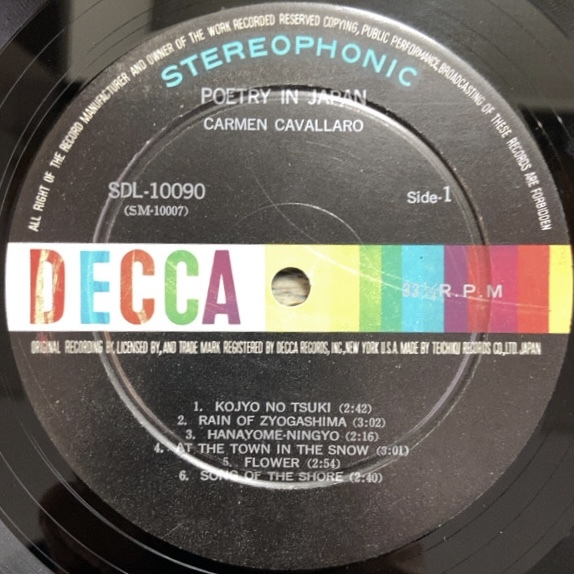 ALL RIGHT OF THE RECORD MANUFACTURER AND OWNER OF THE WORK RECORDED RESERVED COPYING, PUBLIC PERFORMANCE, BROADCASTING OF THESE RECORDS ARE FORBIDDEN
STEREOPHONIC
POETRY IN JAPAN
CARMEN CAVALLARO
SDL-10090
(SM-10007)
Side-1
DECCA
33⅓ R.P.M
ORIGINAL RECORDING BY, LICENSED BY, AND TRADE MARK REGISTERED BY DECCA RECORDS, INC., NEW YORK U.S.A. MADE BY TEICHIKU RECORDS CO., LTD. JAPAN
1. KOJYO NO TSUKI (2:42)
2. RAIN OF ZYOGASHIMA (3:02)
3. HANAYOME-NINGYO (2:16)
4. AT THE TOWN IN THE SNOW (3:01)
5. FLOWER (2:54)
6. SONG OF THE SHORE (2:40)